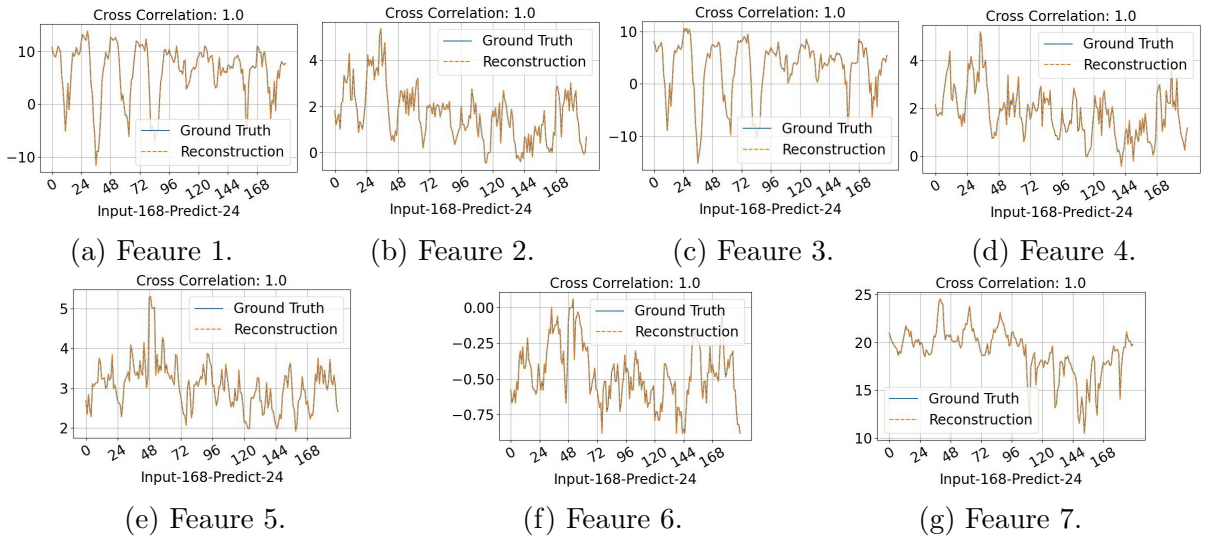 Cross Correlation: 1.0
10
0
−10
Ground Truth
Reconstruction
0 24 48 72 96 120 144 168
Input-168-Predict-24
(a) Feaure 1.
Cross Correlation: 1.0
4
2
0
Ground Truth
Reconstruction
0 24 48 72 96 120 144 168
Input-168-Predict-24
(b) Feaure 2.
Cross Correlation: 1.0
10
0
−10
Ground Truth
Reconstruction
0 24 48 72 96 120 144 168
Input-168-Predict-24
(c) Feaure 3.
Cross Correlation: 1.0
4
2
0
Ground Truth
Reconstruction
0 24 48 72 96 120 144 168
Input-168-Predict-24
(d) Feaure 4.
Cross Correlation: 1.0
5
4
3
2
Ground Truth
Reconstruction
0 24 48 72 96 120 144 168
Input-168-Predict-24
(e) Feaure 5.
Cross Correlation: 1.0
0.00
−0.25
−0.50
−0.75
Ground Truth
Reconstruction
0 24 48 72 96 120 144 168
Input-168-Predict-24
(f) Feaure 6.
Cross Correlation: 1.0
25
20
15
10
Ground Truth
Reconstruction
0 24 48 72 96 120 144 168
Input-168-Predict-24
(g) Feaure 7.